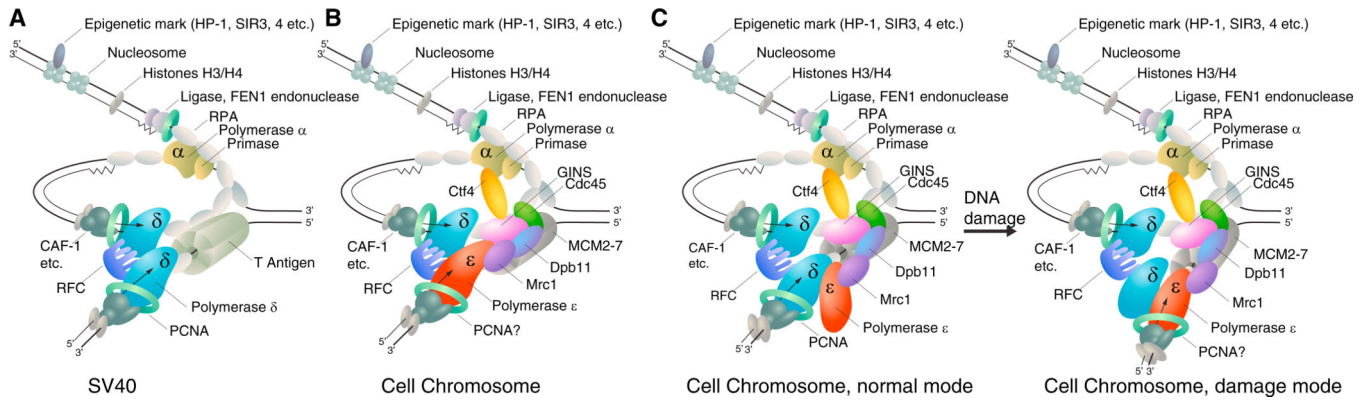 A
Epigenetic mark (HP-1, SIR3, 4 etc.)
5'
3'
Nucleosome
Histones H3/H4
Ligase, FEN1 endonuclease
RPA
Polymerase α
Primase
α
3'
5'
δ
CAF-1
etc.
T Antigen
RFC
δ
Polymerase δ
PCNA
5'
3'
SV40
B
Epigenetic mark (HP-1, SIR3, 4 etc.)
5'
3'
Nucleosome
Histones H3/H4
Ligase, FEN1 endonuclease
RPA
Polymerase α
Primase
α
GINS
Cdc45
Ctf4
3'
5'
δ
CAF-1
etc.
MCM2-7
Dpb11
RFC
ε
Mrc1
Polymerase ε
PCNA?
5'
3'
Cell Chromosome
C
Epigenetic mark (HP-1, SIR3, 4 etc.)
5'
3'
Nucleosome
Histones H3/H4
Ligase, FEN1 endonuclease
RPA
Polymerase α
Primase
α
GINS
Cdc45
Ctf4
3'
5'
δ
CAF-1
etc.
MCM2-7
Dpb11
RFC
δ
ε
Mrc1
Polymerase ε
PCNA
5'
3'
Cell Chromosome, normal mode
DNA
damage
Epigenetic mark (HP-1, SIR3, 4 etc.)
5'
3'
Nucleosome
Histones H3/H4
Ligase, FEN1 endonuclease
RPA
Polymerase α
Primase
α
GINS
Cdc45
Ctf4
3'
5'
δ
CAF-1
etc.
MCM2-7
Dpb11
RFC
δ
ε
Mrc1
Polymerase ε
PCNA?
5'
3'
Cell Chromosome, damage mode